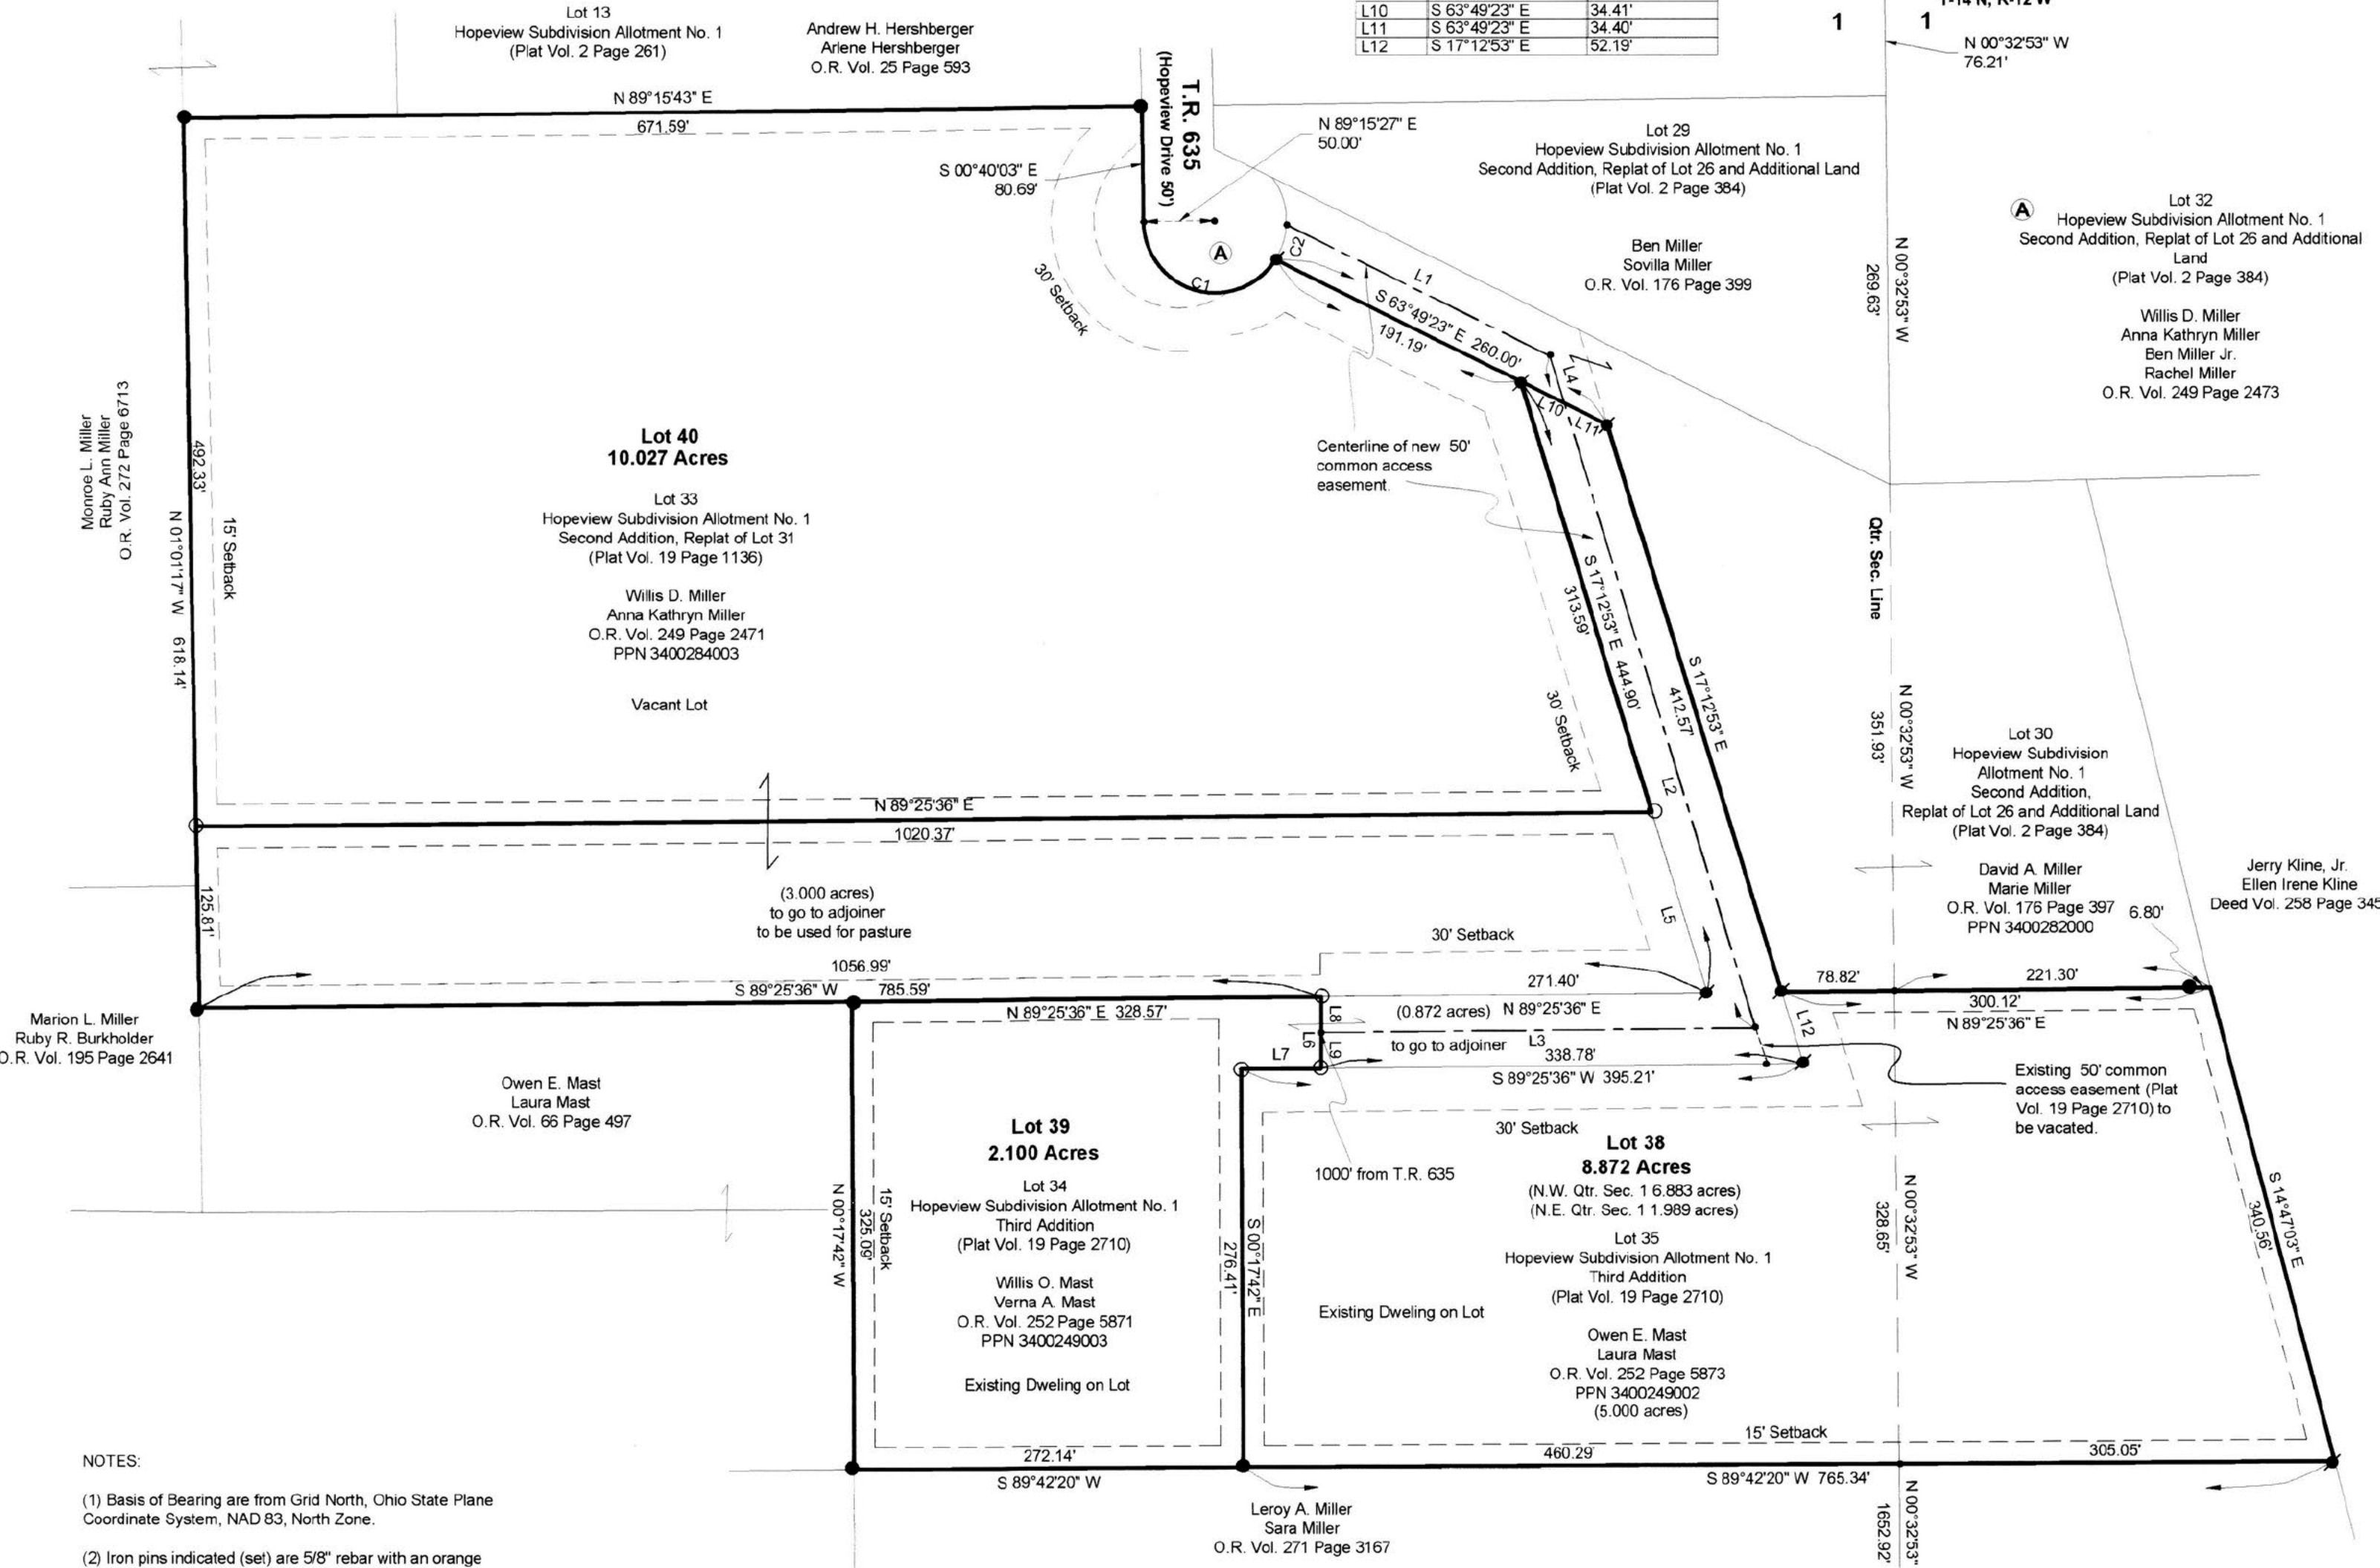 Lot 13
Hopeview Subdivision Allotment No. 1
(Plat Vol. 2 Page 261)
Andrew H. Hershberger
Arlene Hershberger
O.R. Vol. 25 Page 593
L10 S 63°49'23" E 34.41'
L11 S 63°49'23" E 34.40'
L12 S 17°12'53" E 52.19'
1
1
N 00°32'53" W
76.21'
N 89°15'43" E
671.59'
T.R. 635
(Hopeview Drive 50')
S 00°40'03" E
80.69'
N 89°15'27" E
50.00'
Lot 29
Hopeview Subdivision Allotment No. 1
Second Addition, Replat of Lot 26 and Additional Land
(Plat Vol. 2 Page 384)
Ben Miller
Sovilla Miller
O.R. Vol. 176 Page 399
N 00°32'53" W
269.63'
A
Lot 32
Hopeview Subdivision Allotment No. 1
Second Addition, Replat of Lot 26 and Additional
Land
(Plat Vol. 2 Page 384)
Willis D. Miller
Anna Kathryn Miller
Ben Miller Jr.
Rachel Miller
O.R. Vol. 249 Page 2473
A
C1
C2
L1
30' Setback
S 63°49'23" E 260.00'
191.19'
L4
L10
L11
Centerline of new 50'
common access
easement.
Monroe L. Miller
Ruby Ann Miller
O.R. Vol. 272 Page 6713
492.33'
N 01°01'17" W 618.14'
15' Setback
Lot 40
10.027 Acres
Lot 33
Hopeview Subdivision Allotment No. 1
Second Addition, Replat of Lot 31
(Plat Vol. 19 Page 1136)
Willis D. Miller
Anna Kathryn Miller
O.R. Vol. 249 Page 2471
PPN 3400284003
Vacant Lot
S 17°12'53" E 444.90'
313.59'
30' Setback
S 17°12'53" E
412.57'
L2
Qtr. Sec. Line
N 00°32'53" W
351.93'
Lot 30
Hopeview Subdivision
Allotment No. 1
Second Addition,
Replat of Lot 26 and Additional Land
(Plat Vol. 2 Page 384)
David A. Miller
Marie Miller
O.R. Vol. 176 Page 397
PPN 3400282000
6.80'
Jerry Kline, Jr.
Ellen Irene Kline
Deed Vol. 258 Page 345
N 89°25'36" E
1020.37'
125.81'
(3.000 acres)
to go to adjoiner
to be used for pasture
1056.99'
S 89°25'36" W 785.59'
30' Setback
L5
271.40'
78.82'
221.30'
300.12'
N 89°25'36" E
Marion L. Miller
Ruby R. Burkholder
O.R. Vol. 195 Page 2641
N 89°25'36" E 328.57'
(0.872 acres) N 89°25'36" E
to go to adjoiner L3
338.78'
S 89°25'36" W 395.21'
L8
L6
L9
L7
L12
Existing 50' common
access easement (Plat
Vol. 19 Page 2710) to
be vacated.
Owen E. Mast
Laura Mast
O.R. Vol. 66 Page 497
N 00°17'42" W
325.09'
15' Setback
Lot 39
2.100 Acres
Lot 34
Hopeview Subdivision Allotment No. 1
Third Addition
(Plat Vol. 19 Page 2710)
Willis O. Mast
Verna A. Mast
O.R. Vol. 252 Page 5871
PPN 3400249003
Existing Dweling on Lot
276.41'
S 00°17'42" E
30' Setback
1000' from T.R. 635
Lot 38
8.872 Acres
(N.W. Qtr. Sec. 1 6.883 acres)
(N.E. Qtr. Sec. 1 1.989 acres)
Lot 35
Hopeview Subdivision Allotment No. 1
Third Addition
(Plat Vol. 19 Page 2710)
Existing Dweling on Lot
Owen E. Mast
Laura Mast
O.R. Vol. 252 Page 5873
PPN 3400249002
(5.000 acres)
N 00°32'53" W
328.65'
S 14°47'03" E
340.56'
15' Setback
272.14'
S 89°42'20" W
460.29'
305.05'
S 89°42'20" W 765.34'
N 00°32'53"
1652.92'
Leroy A. Miller
Sara Miller
O.R. Vol. 271 Page 3167
NOTES:
(1) Basis of Bearing are from Grid North, Ohio State Plane
Coordinate System, NAD 83, North Zone.
(2) Iron pins indicated (set) are 5/8" rebar with an orange